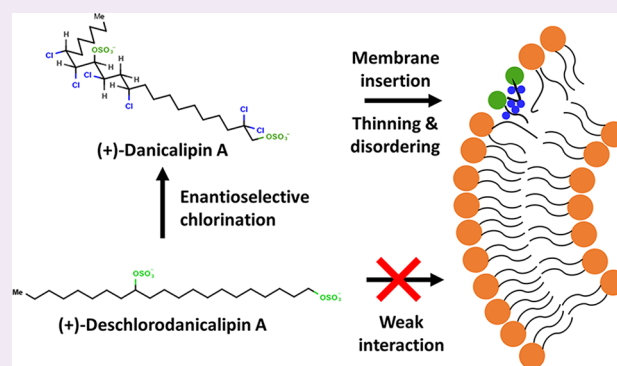 Me
H
OSO₃⁻
Cl
H
H
H
Cl
Cl
H
H
Cl
Cl
Cl
OSO₃⁻
(+)-Danicalipin A
Membrane
insertion
Thinning &
disordering
Enantioselective
chlorination
OSO₃⁻
Me
OSO₃⁻
(+)-Deschlorodanicalipin A
Weak
interaction